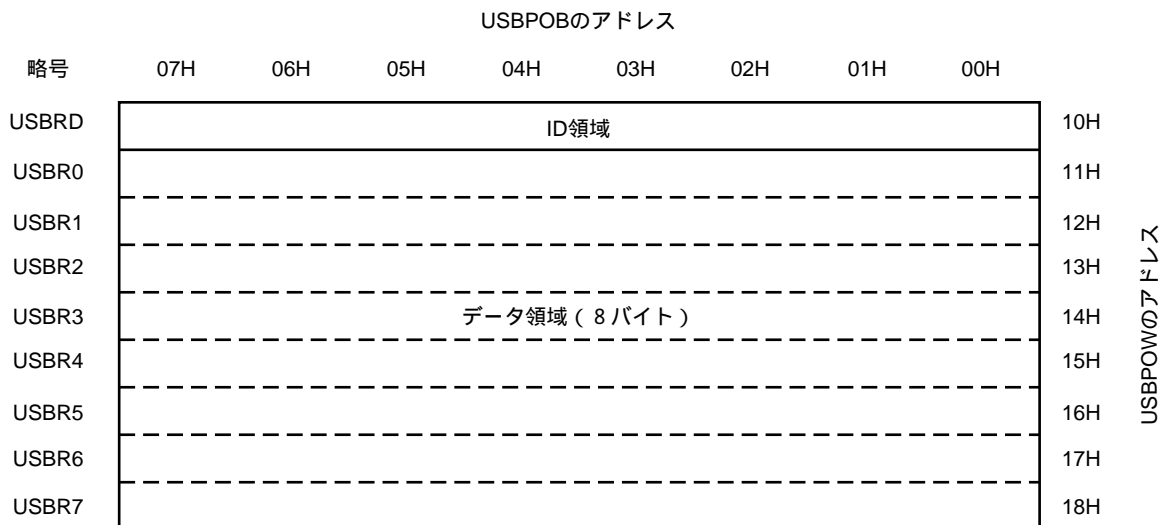 USBPOBのアドレス
略号 07H 06H 05H 04H 03H 02H 01H 00H
USBRD ID領域 10H
USBR0 11H
USBR1 12H
USBR2 13H
USBR3 データ領域(8バイト) 14H
USBR4 15H
USBR5 16H
USBR6 17H
USBR7 18H
USBPOWのアドレス